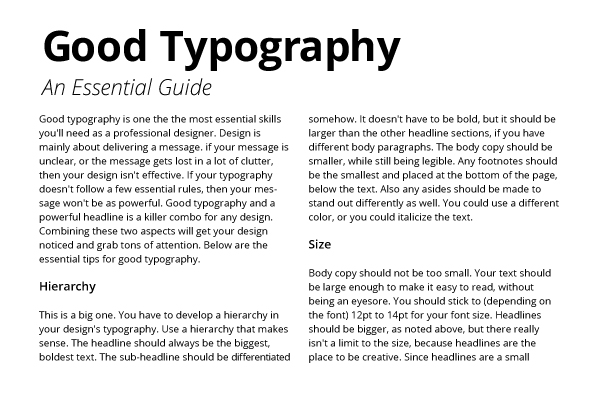 Good Typography
An Essential Guide
Good typography is one the the most essential skills
you'll need as a professional designer. Design is
mainly about delivering a message. if your message is
unclear, or the message gets lost in a lot of clutter,
then your design isn't effective. If your typography
doesn't follow a few essential rules, then your mes-
sage won't be as powerful. Good typography and a
powerful headline is a killer combo for any design.
Combining these two aspects will get your design
noticed and grab tons of attention. Below are the
essential tips for good typography.
Hierarchy
This is a big one. You have to develop a hierarchy in
your design's typography. Use a hierarchy that makes
sense. The headline should always be the biggest,
boldest text. The sub-headline should be differentiated
somehow. It doesn't have to be bold, but it should be
larger than the other headline sections, if you have
different body paragraphs. The body copy should be
smaller, while still being legible. Any footnotes should
be the smallest and placed at the bottom of the page,
below the text. Also any asides should be made to
stand out differently as well. You could use a different
color, or you could italicize the text.
Size
Body copy should not be too small. Your text should
be large enough to make it easy to read, without
being an eyesore. You should stick to (depending on
the font) 12pt to 14pt for your font size. Headlines
should be bigger, as noted above, but there really
isn't a limit to the size, because headlines are the
place to be creative. Since headlines are a small